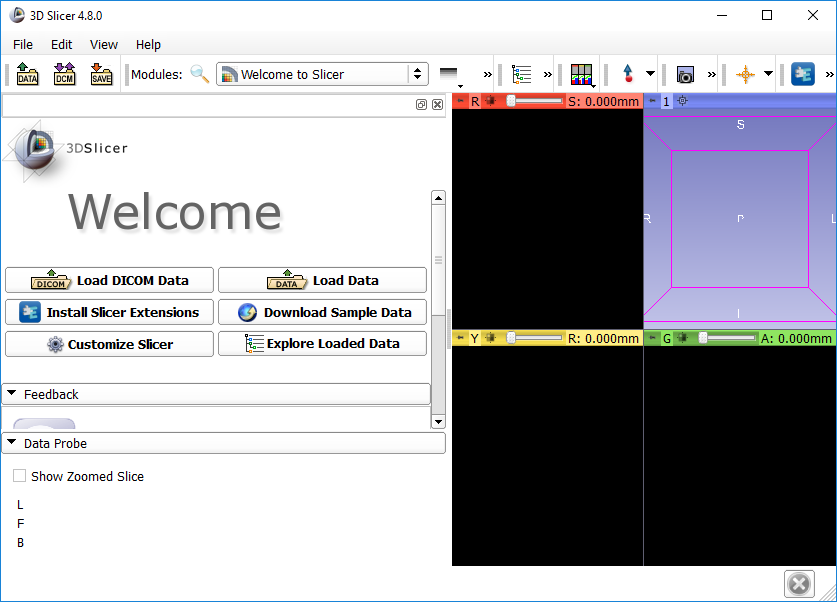 3D Slicer 4.8.0
File Edit View Help
DATA DCM SAVE Modules: Welcome to Slicer
R S: 0.000mm
1
3DSlicer
Welcome
DICOM Load DICOM Data
DATA Load Data
Install Slicer Extensions
Download Sample Data
Customize Slicer
Explore Loaded Data
Feedback
Data Probe
Show Zoomed Slice
L
F
B
S
R
L
I
Y R: 0.000mm
G A: 0.000mm